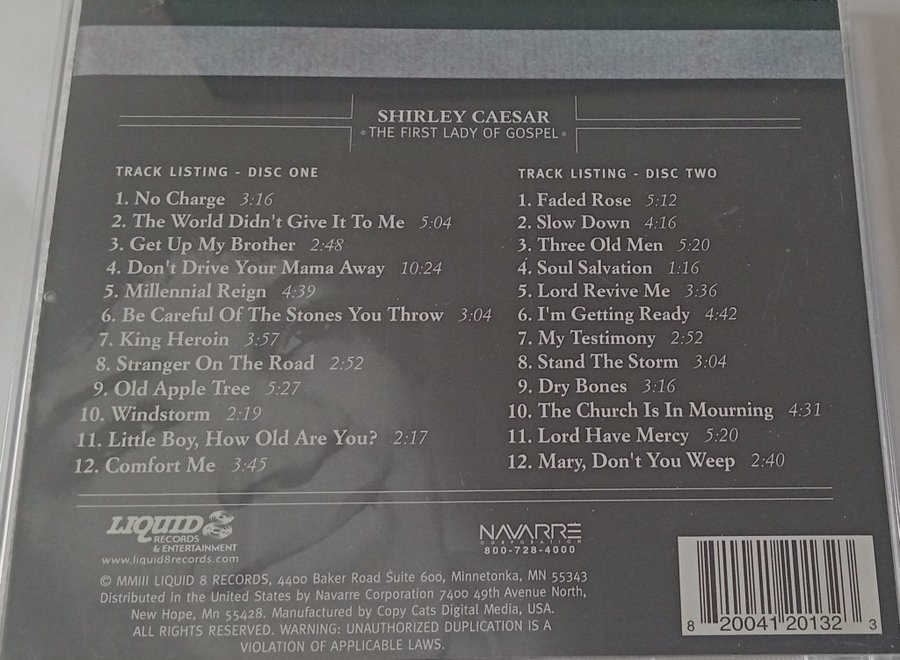 SHIRLEY CAESAR
THE FIRST LADY OF GOSPEL
TRACK LISTING - DISC ONE
1. No Charge 3:16
2. The World Didn't Give It To Me 5:04
3. Get Up My Brother 2:48
4. Don't Drive Your Mama Away 10:24
5. Millennial Reign 4:39
6. Be Careful Of The Stones You Throw 3:04
7. King Heroin 3:57
8. Stranger On The Road 2:52
9. Old Apple Tree 5:27
10. Windstorm 2:19
11. Little Boy, How Old Are You? 2:17
12. Comfort Me 3:45
TRACK LISTING - DISC TWO
1. Faded Rose 5:12
2. Slow Down 4:16
3. Three Old Men 5:20
4. Soul Salvation 1:16
5. Lord Revive Me 3:36
6. I'm Getting Ready 4:42
7. My Testimony 2:52
8. Stand The Storm 3:04
9. Dry Bones 3:16
10. The Church Is In Mourning 4:31
11. Lord Have Mercy 5:20
12. Mary, Don't You Weep 2:40
LIQUID 8
RECORDS
& ENTERTAINMENT
www.liquid8records.com
NAVARRE
CORPORATION
800-728-4000
© MMIII LIQUID 8 RECORDS, 4400 Baker Road Suite 600, Minnetonka, MN 55343
Distributed in the United States by Navarre Corporation 7400 49th Avenue North,
New Hope, Mn 55428. Manufactured by Copy Cats Digital Media, USA.
ALL RIGHTS RESERVED. WARNING: UNAUTHORIZED DUPLICATION IS A
VIOLATION OF APPLICABLE LAWS.
8 20041 20132 3